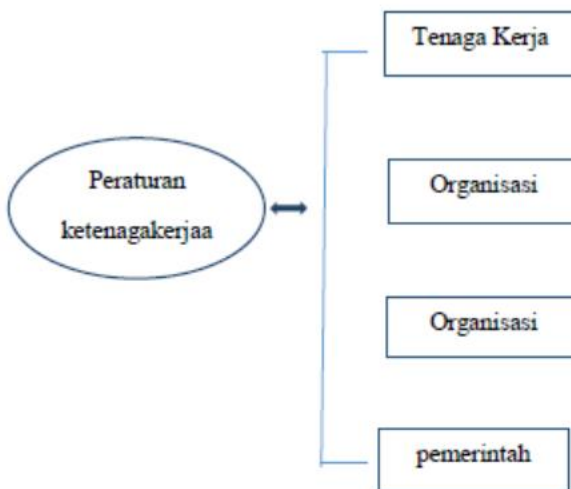 Tenaga Kerja
Peraturan
ketenagakerjaa
Organisasi
Organisasi
pemerintah